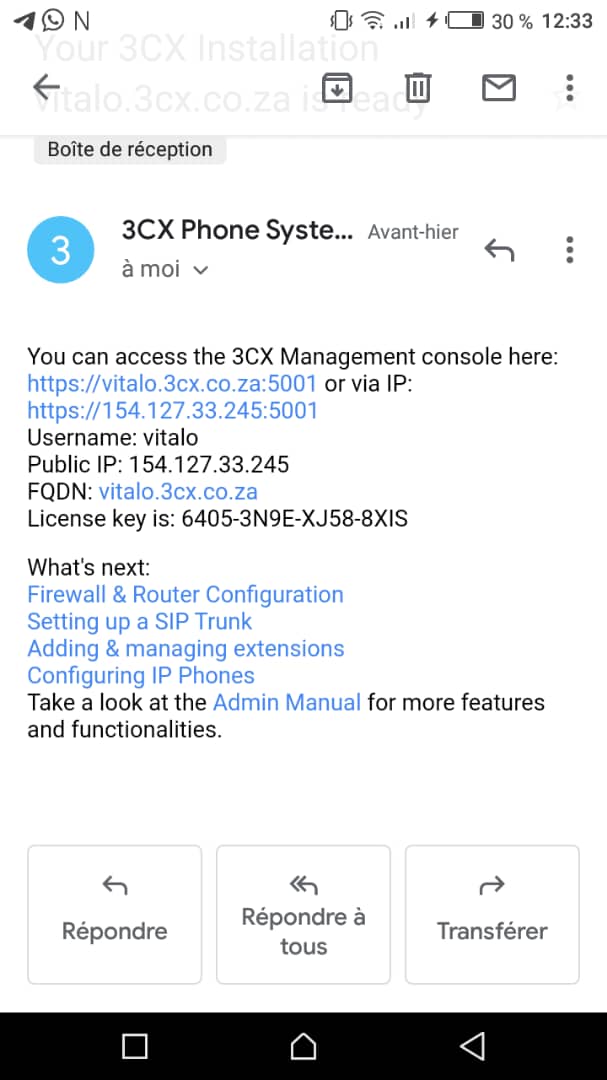 N 30 % 12:33
Your 3CX Installation
vitalo.3cx.co.za is ready
Boîte de réception
3
3CX Phone Syste... Avant-hier
à moi
You can access the 3CX Management console here:
https://vitalo.3cx.co.za:5001 or via IP:
https://154.127.33.245:5001
Username: vitalo
Public IP: 154.127.33.245
FQDN: vitalo.3cx.co.za
License key is: 6405-3N9E-XJ58-8XIS
What's next:
Firewall & Router Configuration
Setting up a SIP Trunk
Adding & managing extensions
Configuring IP Phones
Take a look at the Admin Manual for more features
and functionalities.
Répondre
Répondre à
tous
Transférer